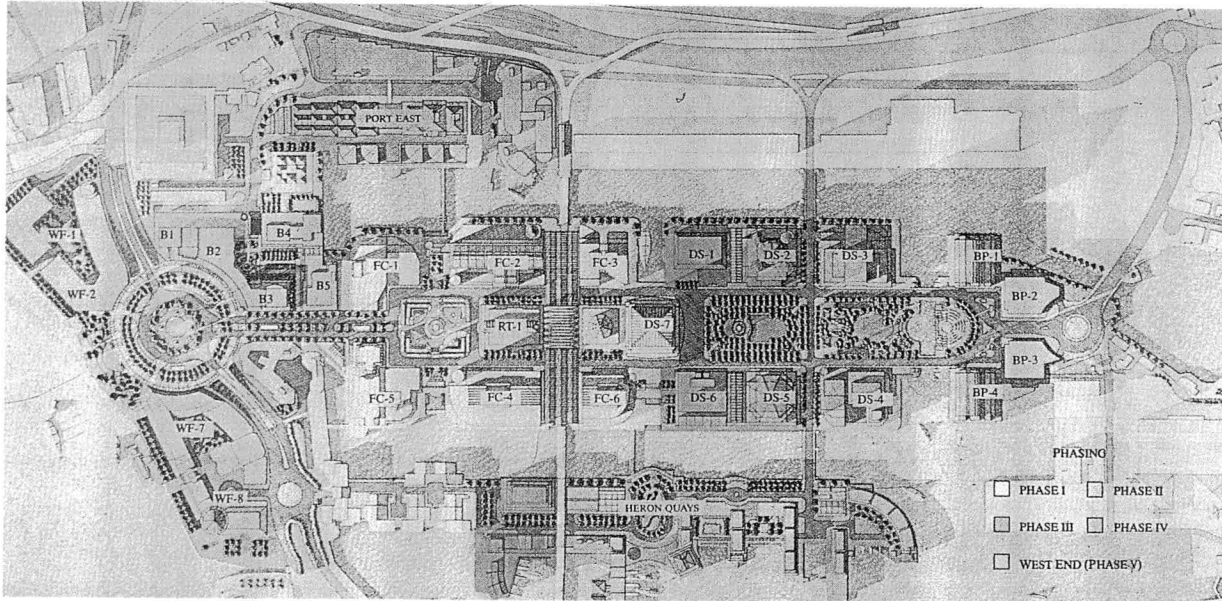 PORT EAST
WF-1
B1
B2
B4
FC-1
FC-2
FC-3
DS-1
DS-2
DS-3
BP-1
WF-2
B3
B5
RT-1
DS-7
BP-2
BP-3
FC-5
FC-4
FC-6
DS-6
DS-5
DS-4
BP-4
WF-7
WF-8
HERON QUAYS
PHASING
PHASE I PHASE II
PHASE III PHASE IV
WEST END (PHASE V)